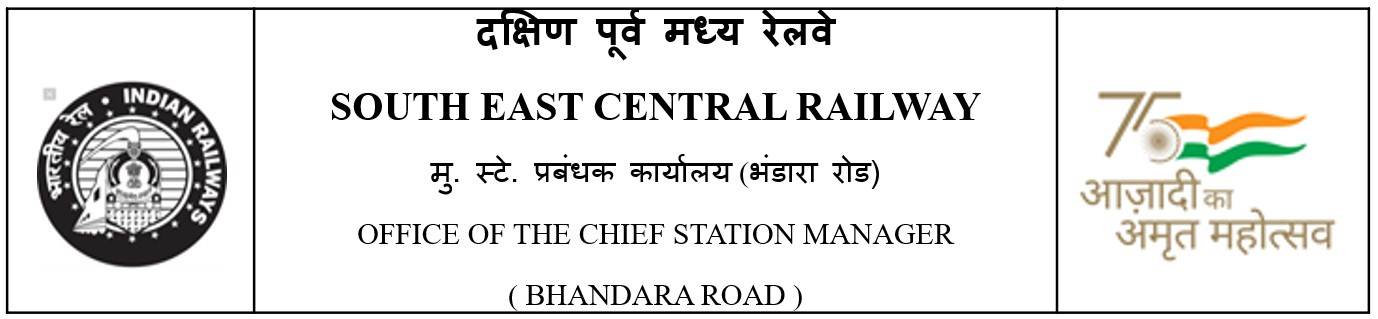 दक्षिण पूर्व मध्य रेलवे
SOUTH EAST CENTRAL RAILWAY
मु. स्टे. प्रबंधक कार्यालय (भंडारा रोड)
OFFICE OF THE CHIEF STATION MANAGER
( BHANDARA ROAD )
भारतीय रेल • INDIAN RAILWAYS
75
आज़ादी का
अमृत महोत्सव